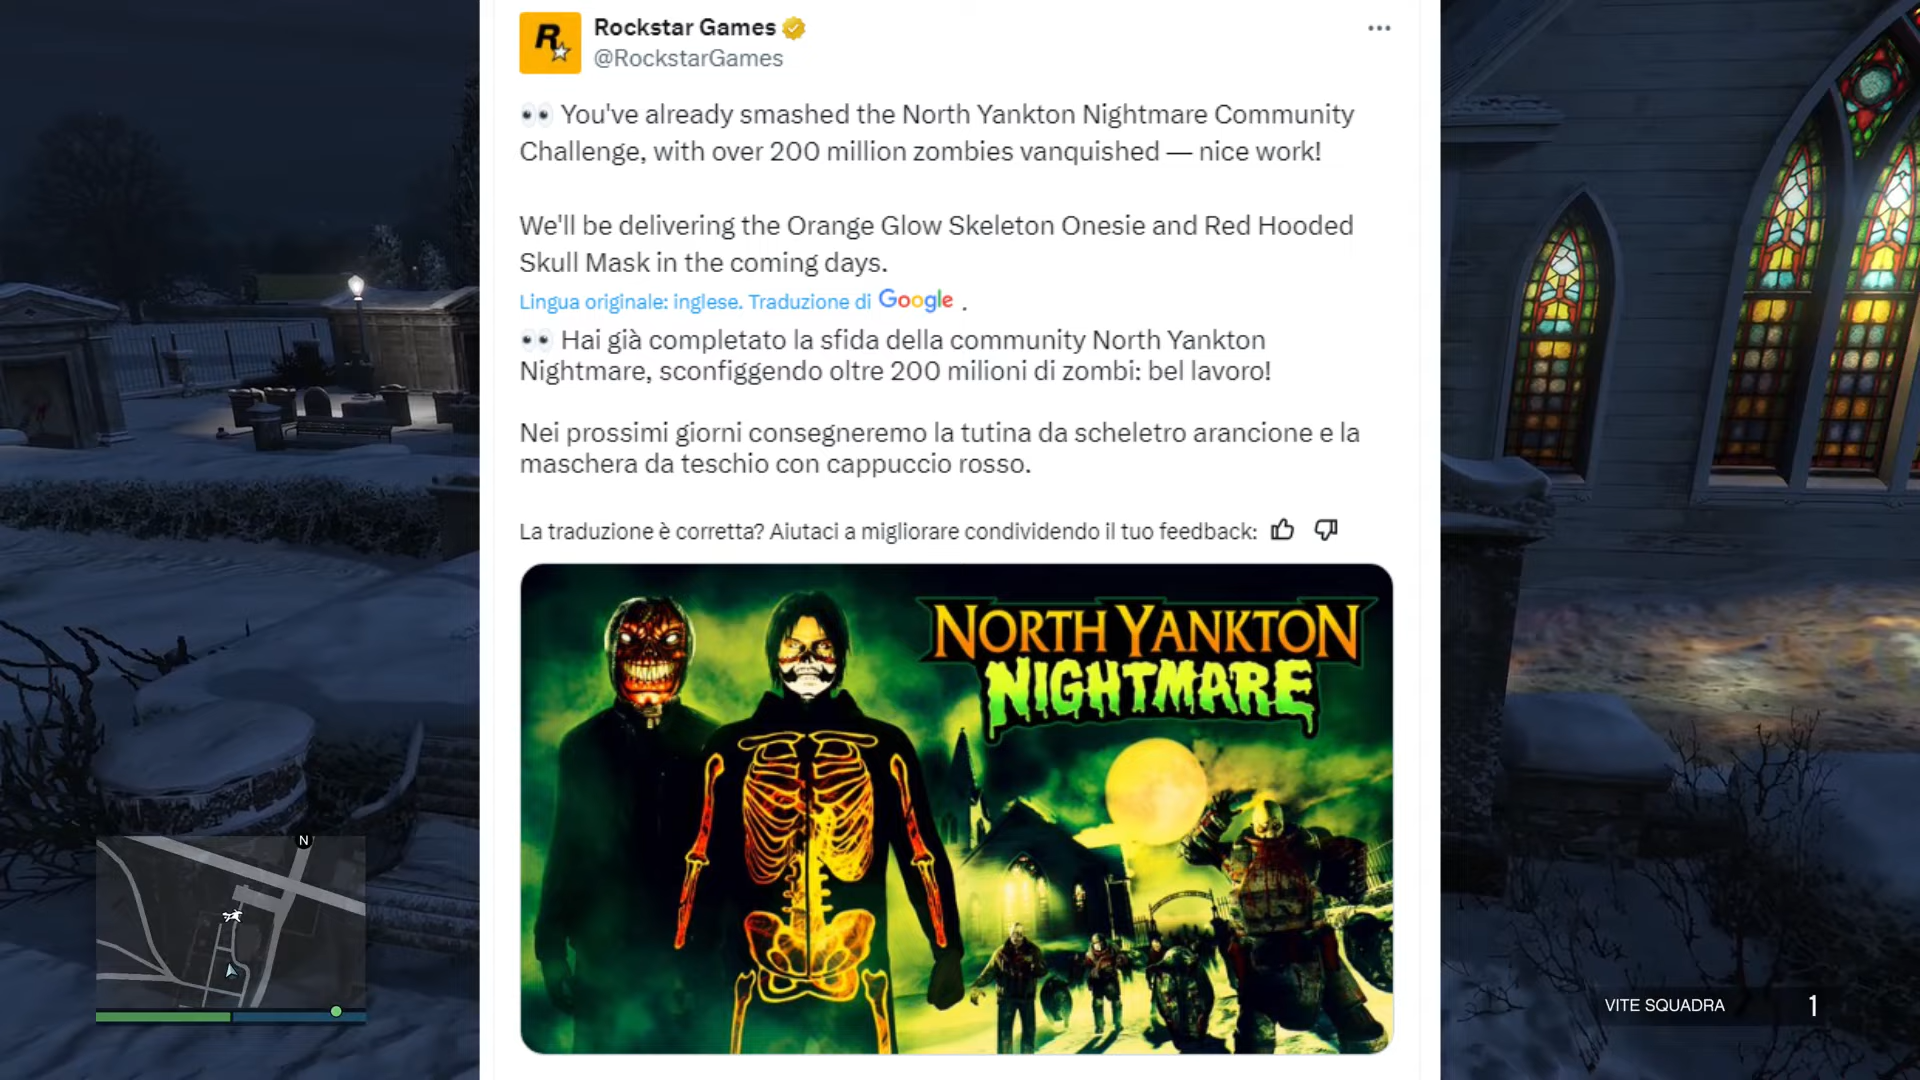 Rockstar Games
@RockstarGames
👀 You've already smashed the North Yankton Nightmare Community
Challenge, with over 200 million zombies vanquished — nice work!
We'll be delivering the Orange Glow Skeleton Onesie and Red Hooded
Skull Mask in the coming days.
Lingua originale: inglese. Traduzione di Google .
👀 Hai già completato la sfida della community North Yankton
Nightmare, sconfiggendo oltre 200 milioni di zombi: bel lavoro!
Nei prossimi giorni consegneremo la tutina da scheletro arancione e la
maschera da teschio con cappuccio rosso.
La traduzione è corretta? Aiutaci a migliorare condividendo il tuo feedback:
NORTH YANKTON
NIGHTMARE
N
VITE SQUADRA 1